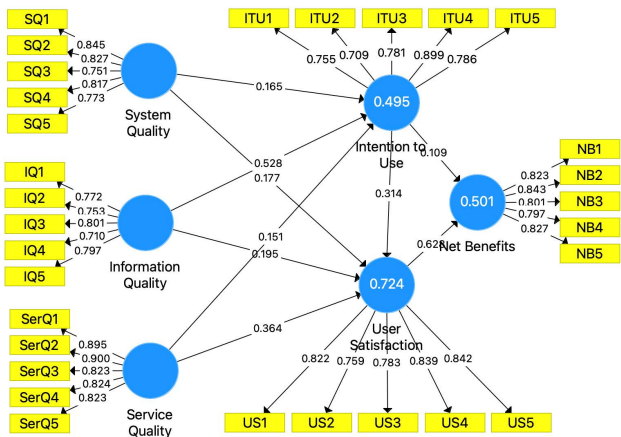 SQ1
SQ2
SQ3
SQ4
SQ5
0.845
0.827
0.751
0.817
0.773
System
Quality
IQ1
IQ2
IQ3
IQ4
IQ5
0.772
0.753
0.801
0.710
0.797
Information
Quality
SerQ1
SerQ2
SerQ3
SerQ4
SerQ5
0.895
0.900
0.823
0.824
0.823
Service
Quality
0.165
0.528
0.177
0.151
0.195
0.364
ITU1
ITU2
ITU3
ITU4
ITU5
0.755
0.709
0.781
0.899
0.786
0.495
Intention to
Use
0.109
0.314
0.724
User
Satisfaction
0.822
0.759
0.783
0.839
0.842
US1
US2
US3
US4
US5
0.501
Net Benefits
0.823
0.843
0.801
0.797
0.827
NB1
NB2
NB3
NB4
NB5